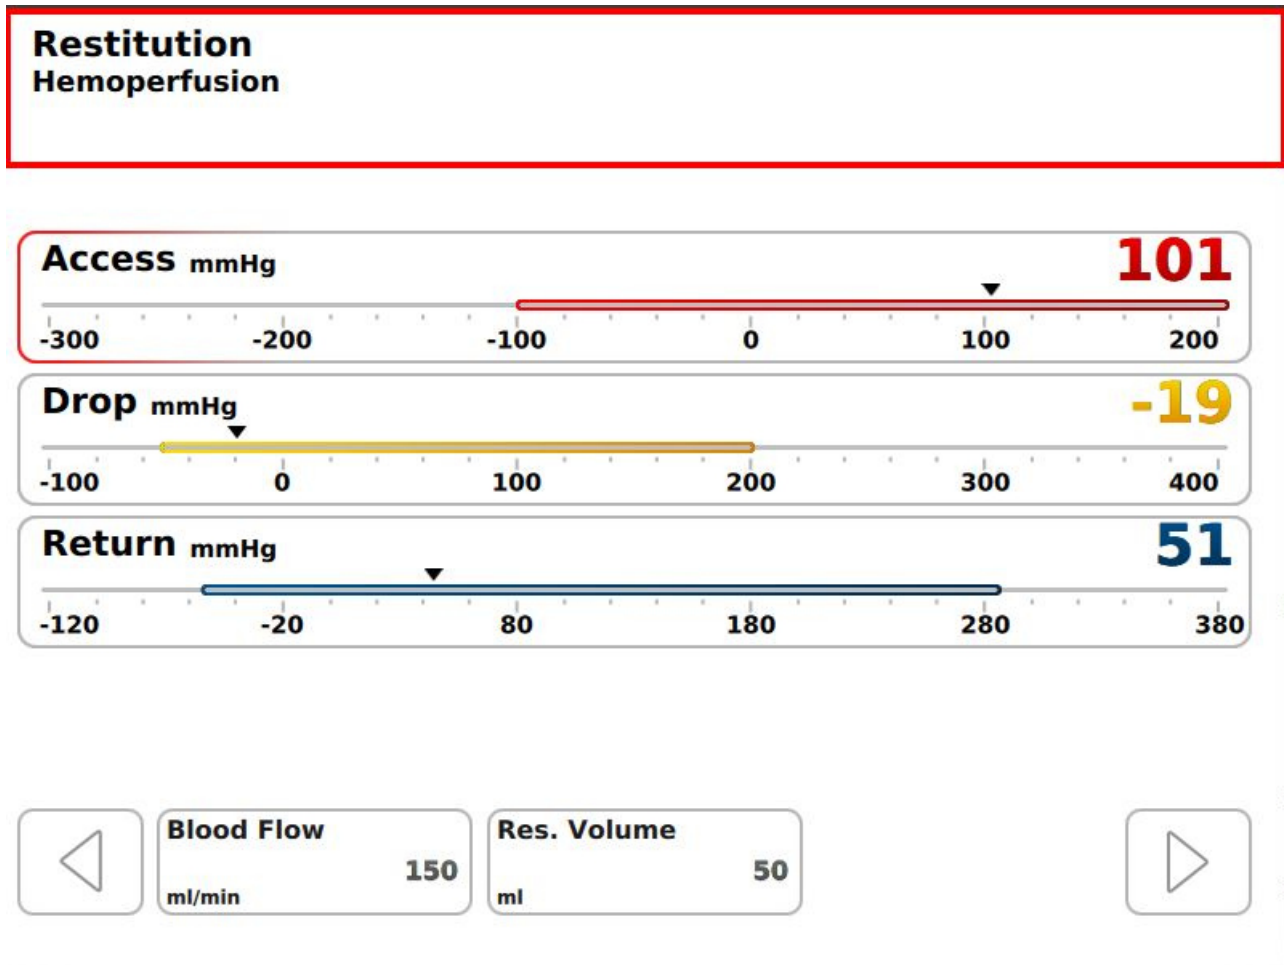 Restitution
Hemoperfusion
Access mmHg 101
-300 -200 -100 0 100 200
Drop mmHg -19
-100 0 100 200 300 400
Return mmHg 51
-120 -20 80 180 280 380
Blood Flow
150
ml/min
Res. Volume
50
ml